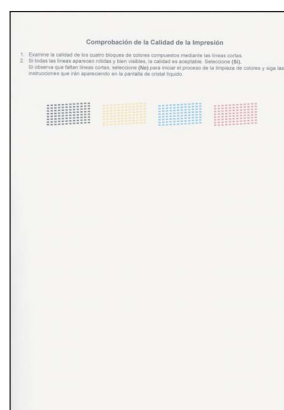 Comprobación de la Calidad de la Impresión
1. Examine la calidad de los cuatro bloques de colores compuestos mediante las líneas cortas.
2. Si todas las líneas aparecen nítidas y bien visibles, la calidad es aceptable. Seleccione (Sí).
Si observa que faltan líneas cortas, seleccione (No) para iniciar el proceso de la limpieza de colores y siga las
instrucciones que irán apareciendo en la pantalla de cristal líquido.